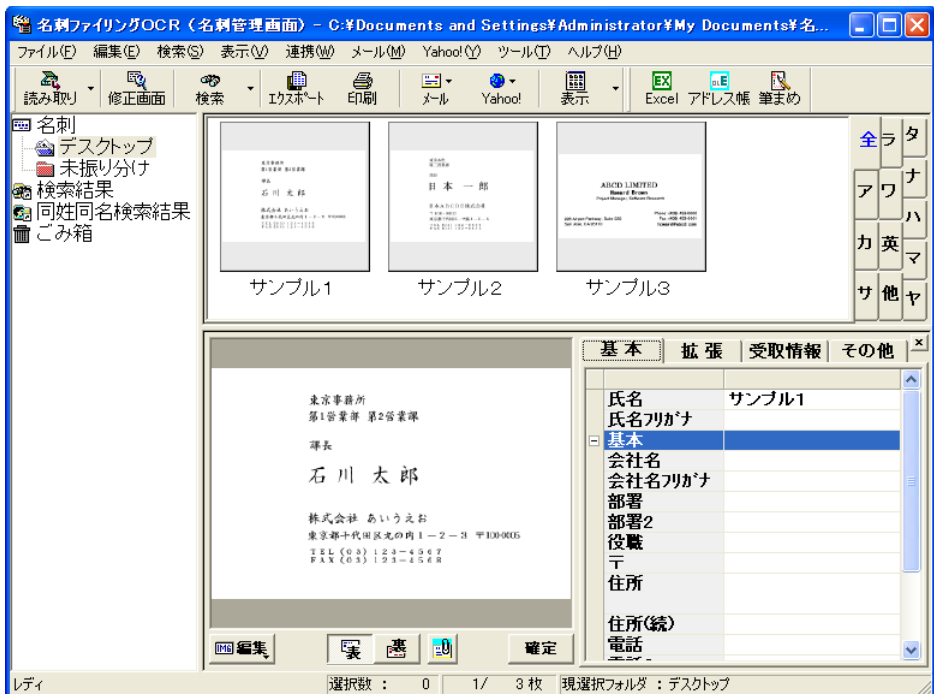 名刺ファイリングOCR（名刺管理画面）- C:¥Documents and Settings¥Administrator¥My Documents¥名...
ファイル(F) 編集(E) 検索(S) 表示(V) 連携(W) メール(M) Yahoo!(Y) ツール(T) ヘルプ(H)
読み取り 修正画面 検索 ｴｸｽﾎﾟｰﾄ 印刷 ﾒｰﾙ Yahoo! 表示 Excel アドレス帳 筆まめ
名刺
デスクトップ
未振り分け
検索結果
同姓同名検索結果
ごみ箱
石川 太郎
日本 一郎
ABCD LIMITED
Howard Brown
サンプル1 サンプル2 サンプル3
全 ラ タ
ア ワ ナ
カ 英 ハ
サ 他 マ
ヤ
東京事務所
第1営業部 第2営業課
課長
石川 太郎
株式会社 あいうえお
東京都千代田区丸の内1－2－3 〒100-0005
TEL(03)123-4567
FAX(03)123-4568
IMG 編集 表 裏 確定
基本 拡張 受取情報 その他
氏名 サンプル1
氏名ﾌﾘｶﾞﾅ
基本
会社名
会社名ﾌﾘｶﾞﾅ
部署
部署2
役職
〒
住所
住所(続)
電話
レディ 選択数： 0 1/ 3枚 現選択フォルダ：デスクトップ